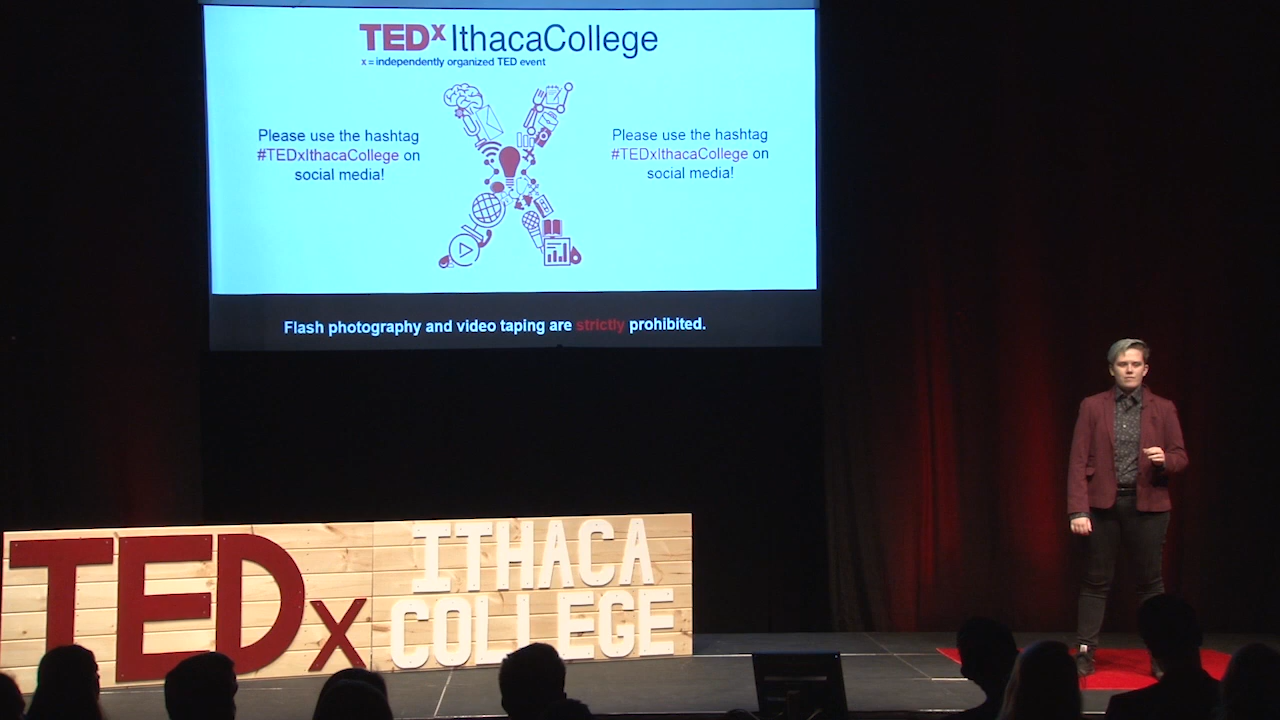 TEDx IthacaCollege
x = independently organized TED event
Please use the hashtag
#TEDxIthacaCollege on
social media!
Please use the hashtag
#TEDxIthacaCollege on
social media!
Flash photography and video taping are strictly prohibited.
TEDx
ITHACA
COLLEGE